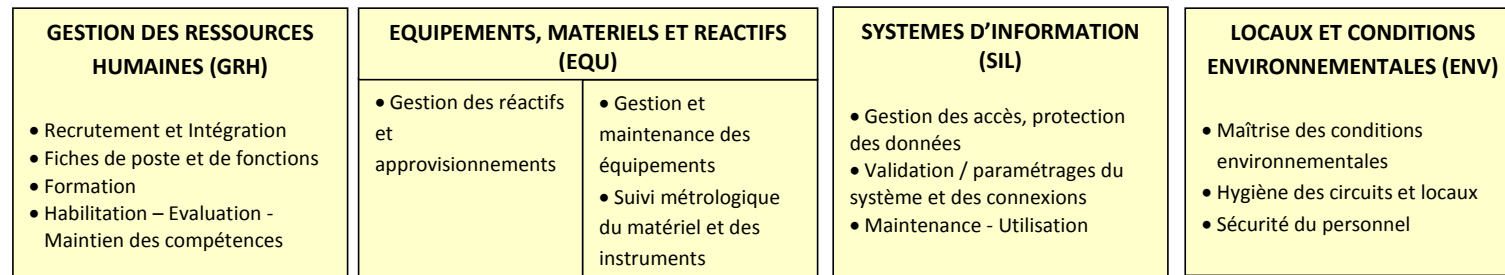 GESTION DES RESSOURCES
HUMAINES (GRH)
• Recrutement et Intégration
• Fiches de poste et de fonctions
• Formation
• Habilitation – Evaluation -
Maintien des compétences
EQUIPEMENTS, MATERIELS ET REACTIFS
(EQU)
• Gestion des réactifs
et
approvisionnements
• Gestion et
maintenance des
équipements
• Suivi métrologique
du matériel et des
instruments
SYSTEMES D’INFORMATION
(SIL)
• Gestion des accès, protection
des données
• Validation / paramétrages du
système et des connexions
• Maintenance - Utilisation
LOCAUX ET CONDITIONS
ENVIRONNEMENTALES (ENV)
• Maîtrise des conditions
environnementales
• Hygiène des circuits et locaux
• Sécurité du personnel